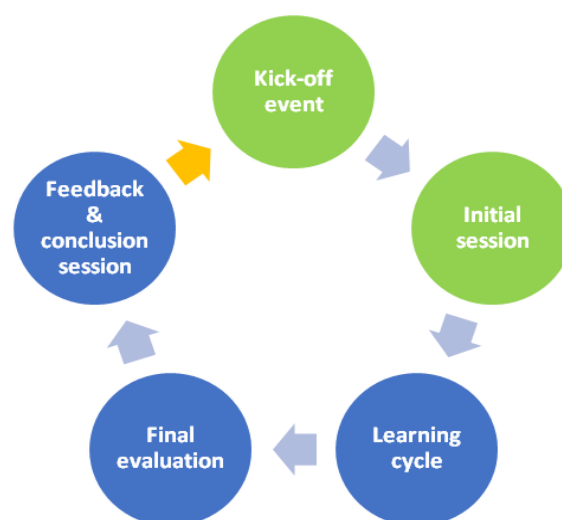 Kick-off
event
Initial
session
Learning
cycle
Final
evaluation
Feedback
&
conclusion
session